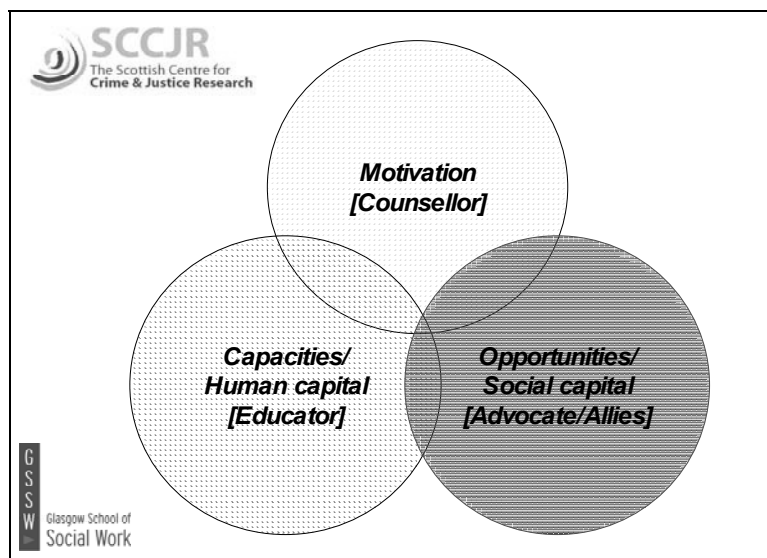 SCCJR
The Scottish Centre for
Crime & Justice Research
Motivation
[Counsellor]
Capacities/
Human capital
[Educator]
Opportunities/
Social capital
[Advocate/Allies]
GSSW
Glasgow School of
Social Work